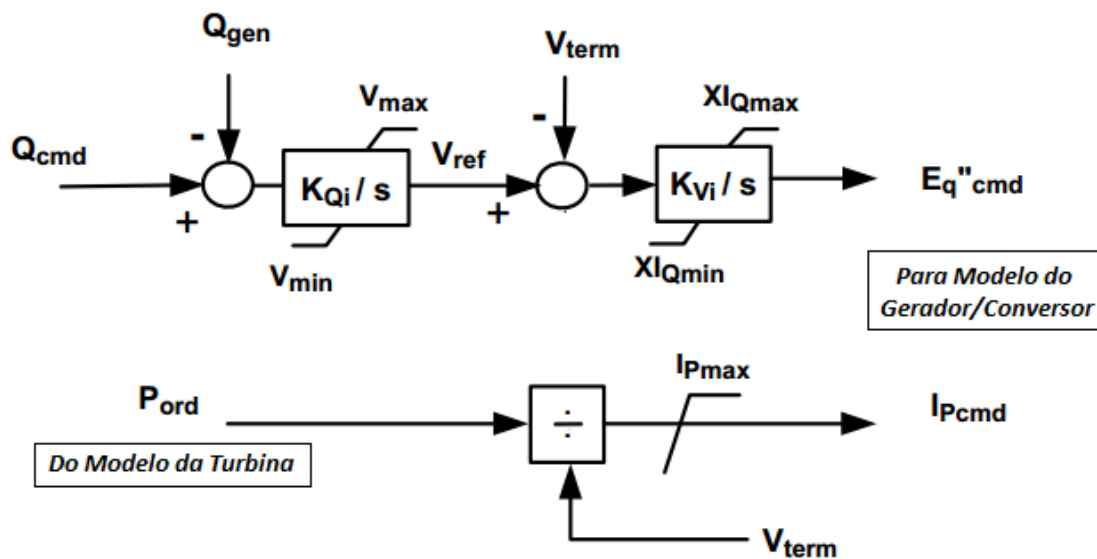 Qgen
Vterm
-
Vmax
-
XIQmax
Qcmd
KQi / s
Vref
KVi / s
Eq"cmd
+
+
Vmin
XIQmin
Para Modelo do
Gerador/Conversor
IPmax
Pord
÷
IPcmd
Do Modelo da Turbina
Vterm